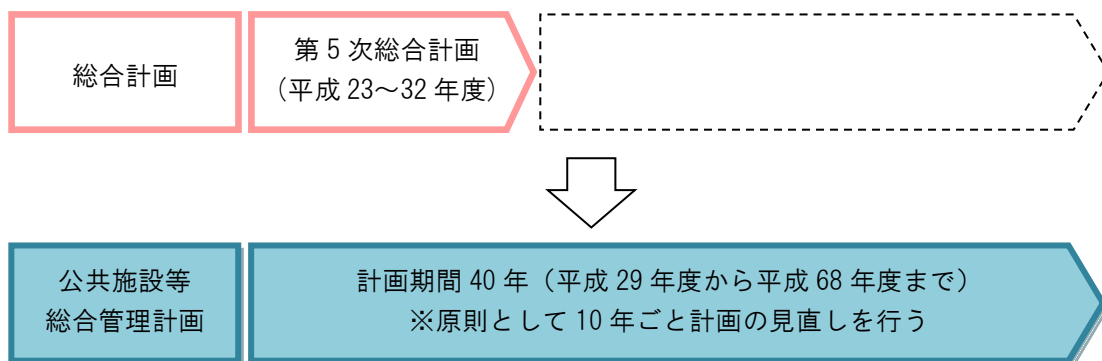 総合計画
第5次総合計画
（平成23～32年度）
公共施設等
総合管理計画
計画期間40年（平成29年度から平成68年度まで）
※原則として10年ごと計画の見直しを行う